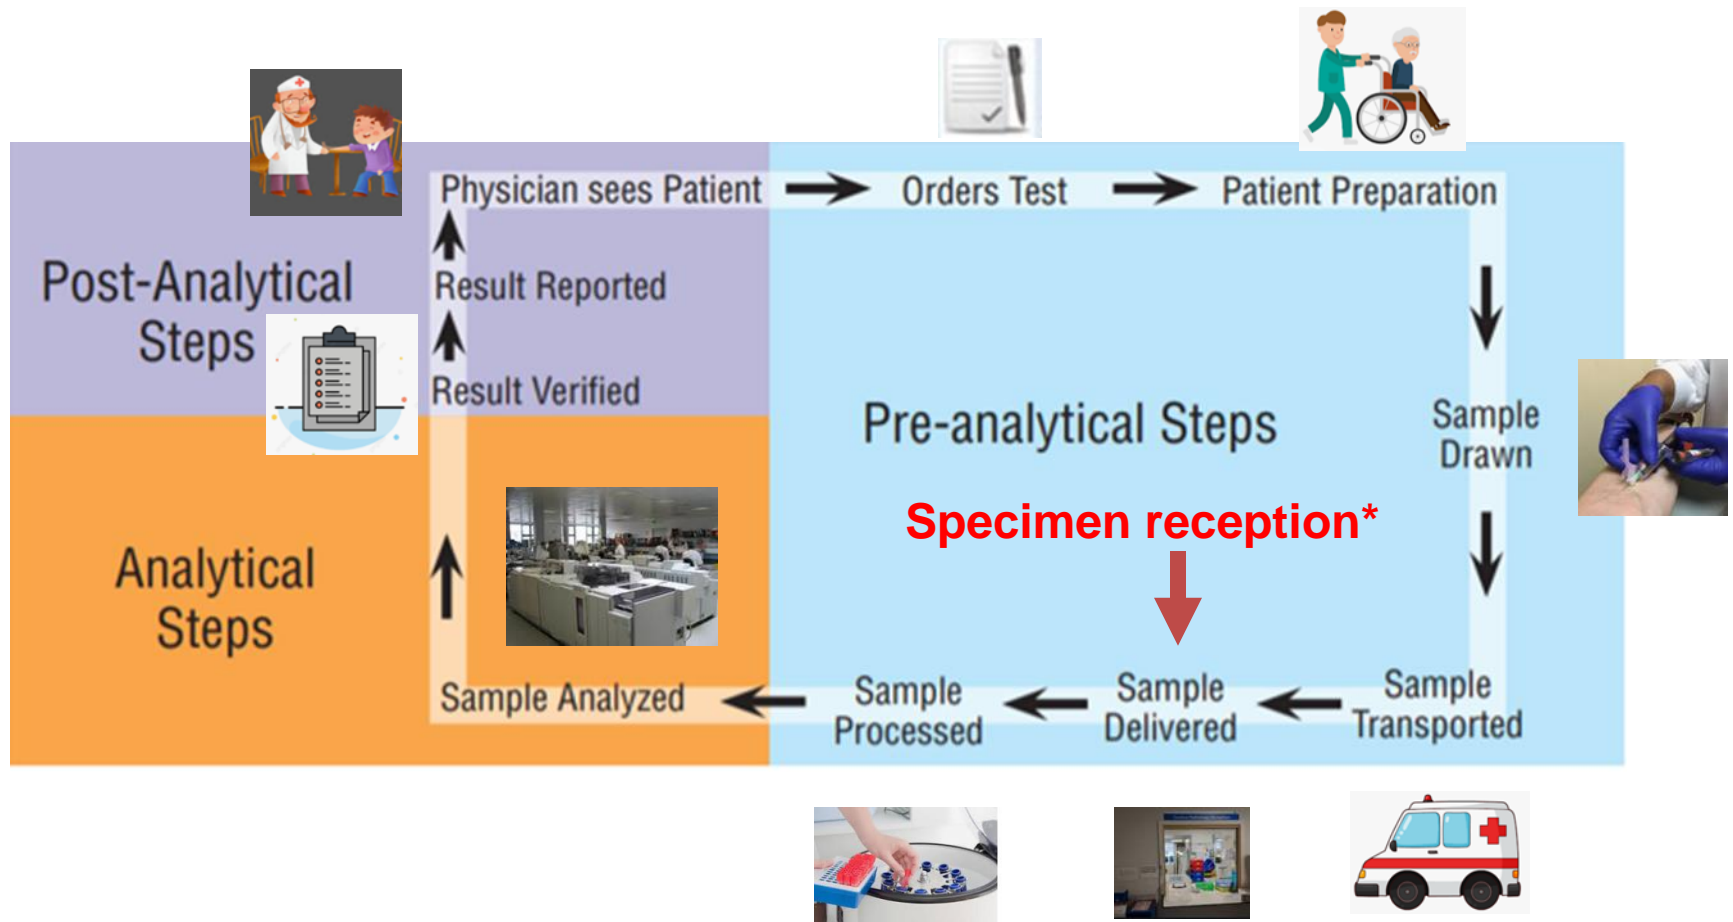 Physician sees Patient
Orders Test
Patient Preparation
Post-Analytical
Steps
Result Reported
Result Verified
Pre-analytical Steps
Sample
Drawn
Specimen reception*
Analytical
Steps
Sample Analyzed
Sample
Processed
Sample
Delivered
Sample
Transported